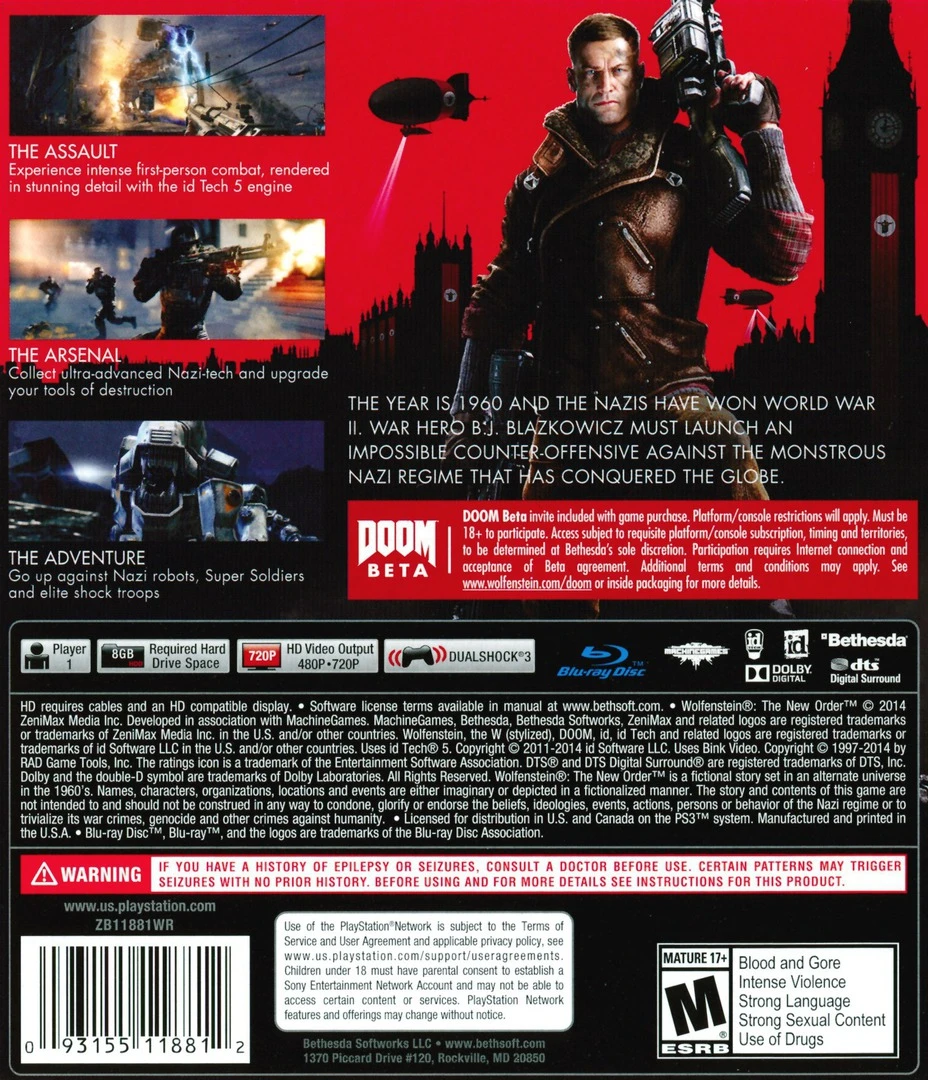 THE ASSAULT
Experience intense first-person combat, rendered
in stunning detail with the id Tech 5 engine
THE ARSENAL
Collect ultra-advanced Nazi-tech and upgrade
your tools of destruction
THE ADVENTURE
Go up against Nazi robots, Super Soldiers
and elite shock troops
THE YEAR IS 1960 AND THE NAZIS HAVE WON WORLD WAR
II. WAR HERO B.J. BLAZKOWICZ MUST LAUNCH AN
IMPOSSIBLE COUNTER-OFFENSIVE AGAINST THE MONSTROUS
NAZI REGIME THAT HAS CONQUERED THE GLOBE.
DOOM
BETA
DOOM Beta invite included with game purchase. Platform/console restrictions will apply. Must be
18+ to participate. Access subject to requisite platform/console subscription, timing and territories,
to be determined at Bethesda's sole discretion. Participation requires Internet connection and
acceptance of Beta agreement. Additional terms and conditions may apply. See
www.wolfenstein.com/doom or inside packaging for more details.
Player
1
8GB
HDD
Required Hard
Drive Space
720P
HD Video Output
480P•720P
DUALSHOCK®3
Blu-ray Disc™
MACHINEGAMES
id
id
Bethesda
DOLBY
DIGITAL
dts
Digital Surround
HD requires cables and an HD compatible display. • Software license terms available in manual at www.bethsoft.com. • Wolfenstein®: The New Order™ © 2014
ZeniMax Media Inc. Developed in association with MachineGames. MachineGames, Bethesda, Bethesda Softworks, ZeniMax and related logos are registered trademarks
or trademarks of ZeniMax Media Inc. in the U.S. and/or other countries. Wolfenstein, the W (stylized), DOOM, id, id Tech and related logos are registered trademarks or
trademarks of id Software LLC in the U.S. and/or other countries. Uses id Tech® 5. Copyright © 2011-2014 id Software LLC. Uses Bink Video. Copyright © 1997-2014 by
RAD Game Tools, Inc. The ratings icon is a trademark of the Entertainment Software Association. DTS® and DTS Digital Surround® are registered trademarks of DTS, Inc.
Dolby and the double-D symbol are trademarks of Dolby Laboratories. All Rights Reserved. Wolfenstein®: The New Order™ is a fictional story set in an alternate universe
in the 1960's. Names, characters, organizations, locations and events are either imaginary or depicted in a fictionalized manner. The story and contents of this game are
not intended to and should not be construed in any way to condone, glorify or endorse the beliefs, ideologies, events, actions, persons or behavior of the Nazi regime or to
trivialize its war crimes, genocide and other crimes against humanity. • Licensed for distribution in U.S. and Canada on the PS3™ system. Manufactured and printed in
the U.S.A. • Blu-ray Disc™, Blu-ray™, and the logos are trademarks of the Blu-ray Disc Association.
WARNING
IF YOU HAVE A HISTORY OF EPILEPSY OR SEIZURES, CONSULT A DOCTOR BEFORE USE. CERTAIN PATTERNS MAY TRIGGER
SEIZURES WITH NO PRIOR HISTORY. BEFORE USING AND FOR MORE DETAILS SEE INSTRUCTIONS FOR THIS PRODUCT.
www.us.playstation.com
ZB11881WR
0 93155 11881 2
Use of the PlayStation®Network is subject to the Terms of
Service and User Agreement and applicable privacy policy, see
www.us.playstation.com/support/useragreements.
Children under 18 must have parental consent to establish a
Sony Entertainment Network Account and may not be able to
access certain content or services. PlayStation Network
features and offerings may change without notice.
Bethesda Softworks LLC • www.bethsoft.com
1370 Piccard Drive #120, Rockville, MD 20850
MATURE 17+
M
®
ESRB
Blood and Gore
Intense Violence
Strong Language
Strong Sexual Content
Use of Drugs